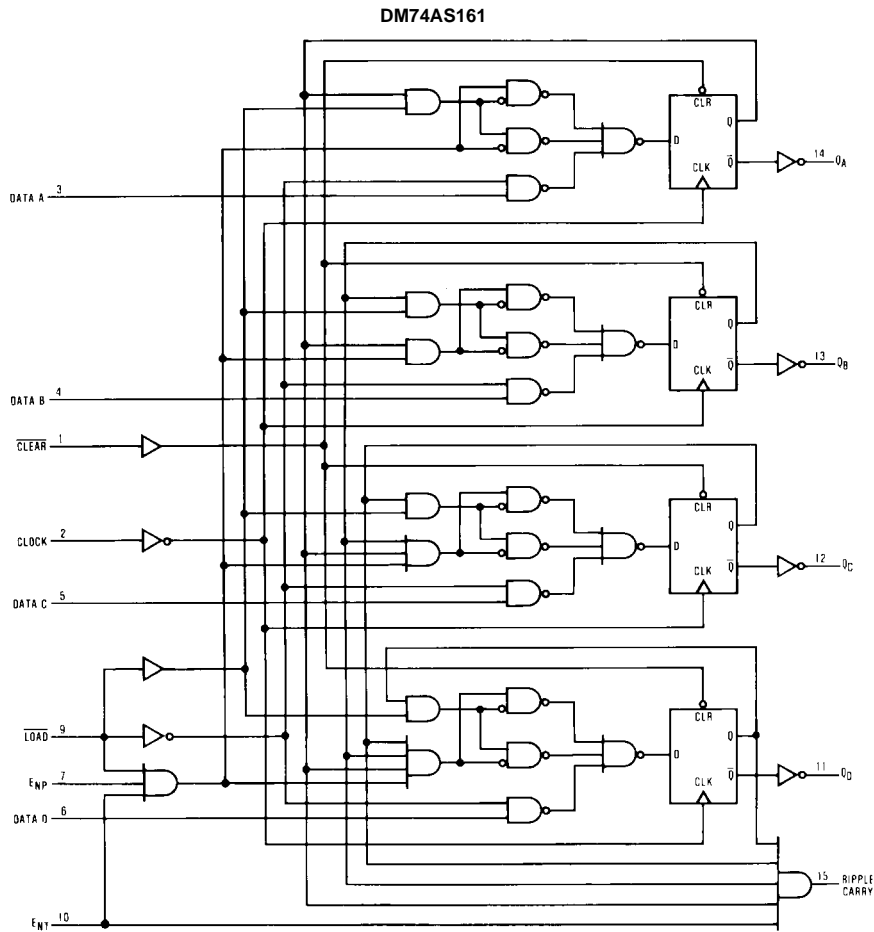 DM74AS161
CLR
D
Q
Q̅
CLK
14
QA
3
DATA A
CLR
D
Q
Q̅
CLK
13
QB
4
DATA B
1
CLEAR
CLR
D
Q
2
CLOCK
CLK
Q̅
12
QC
5
DATA C
CLR
9
LOAD
D
Q
Q̅
11
QD
7
ENP
CLK
6
DATA D
15
RIPPLE
CARRY
10
ENT